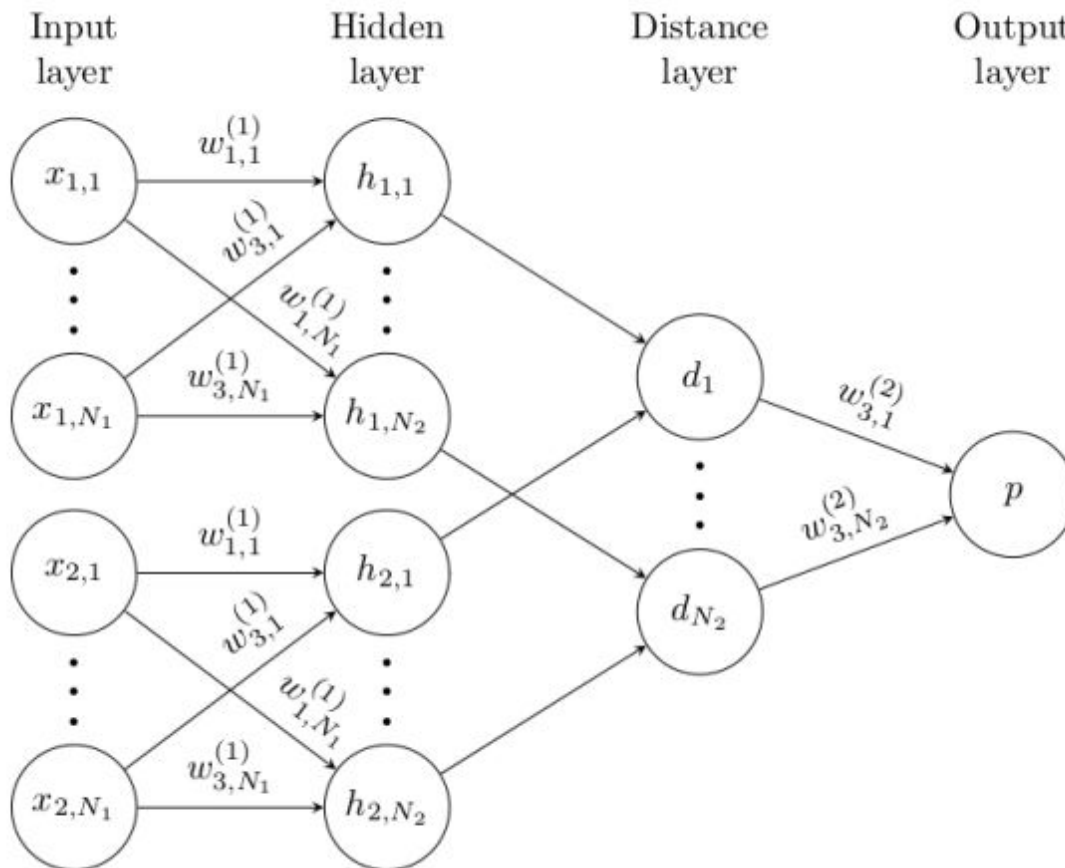 Input layer
Hidden layer
Distance layer
Output layer
w_{1,1}^{(1)}
x_{1,1}
h_{1,1}
w_{3,1}^{(1)}
w_{1,N_1}^{(1)}
w_{3,N_1}^{(1)}
x_{1,N_1}
h_{1,N_2}
d_1
w_{3,1}^{(2)}
p
w_{3,N_2}^{(2)}
w_{1,1}^{(1)}
x_{2,1}
h_{2,1}
d_{N_2}
w_{3,1}^{(1)}
w_{1,N_1}^{(1)}
w_{3,N_1}^{(1)}
x_{2,N_1}
h_{2,N_2}